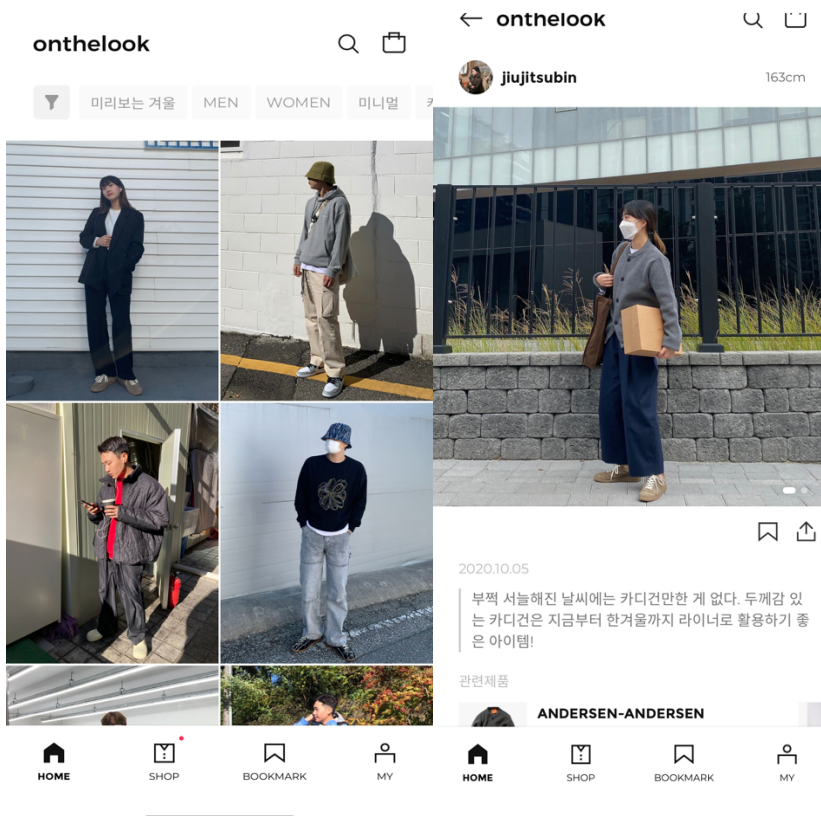 onthelook
미리보는 겨울
MEN
WOMEN
미니멀
HOME
SHOP
BOOKMARK
MY
onthelook
jiujitsubin
163cm
2020.10.05
부쩍 서늘해진 날씨에는 카디건만한 게 없다. 두께감 있
는 카디건은 지금부터 한겨울까지 라이너로 활용하기 좋
은 아이템!
관련제품
ANDERSEN-ANDERSEN
HOME
SHOP
BOOKMARK
MY